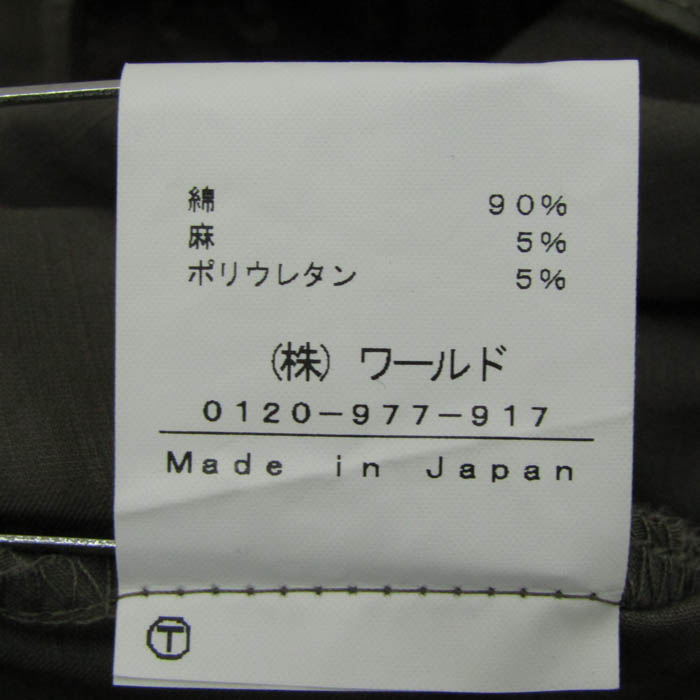 綿 90%
麻 5%
ポリウレタン 5%
(株) ワールド
0120-977-917
Made in Japan
Ⓣ